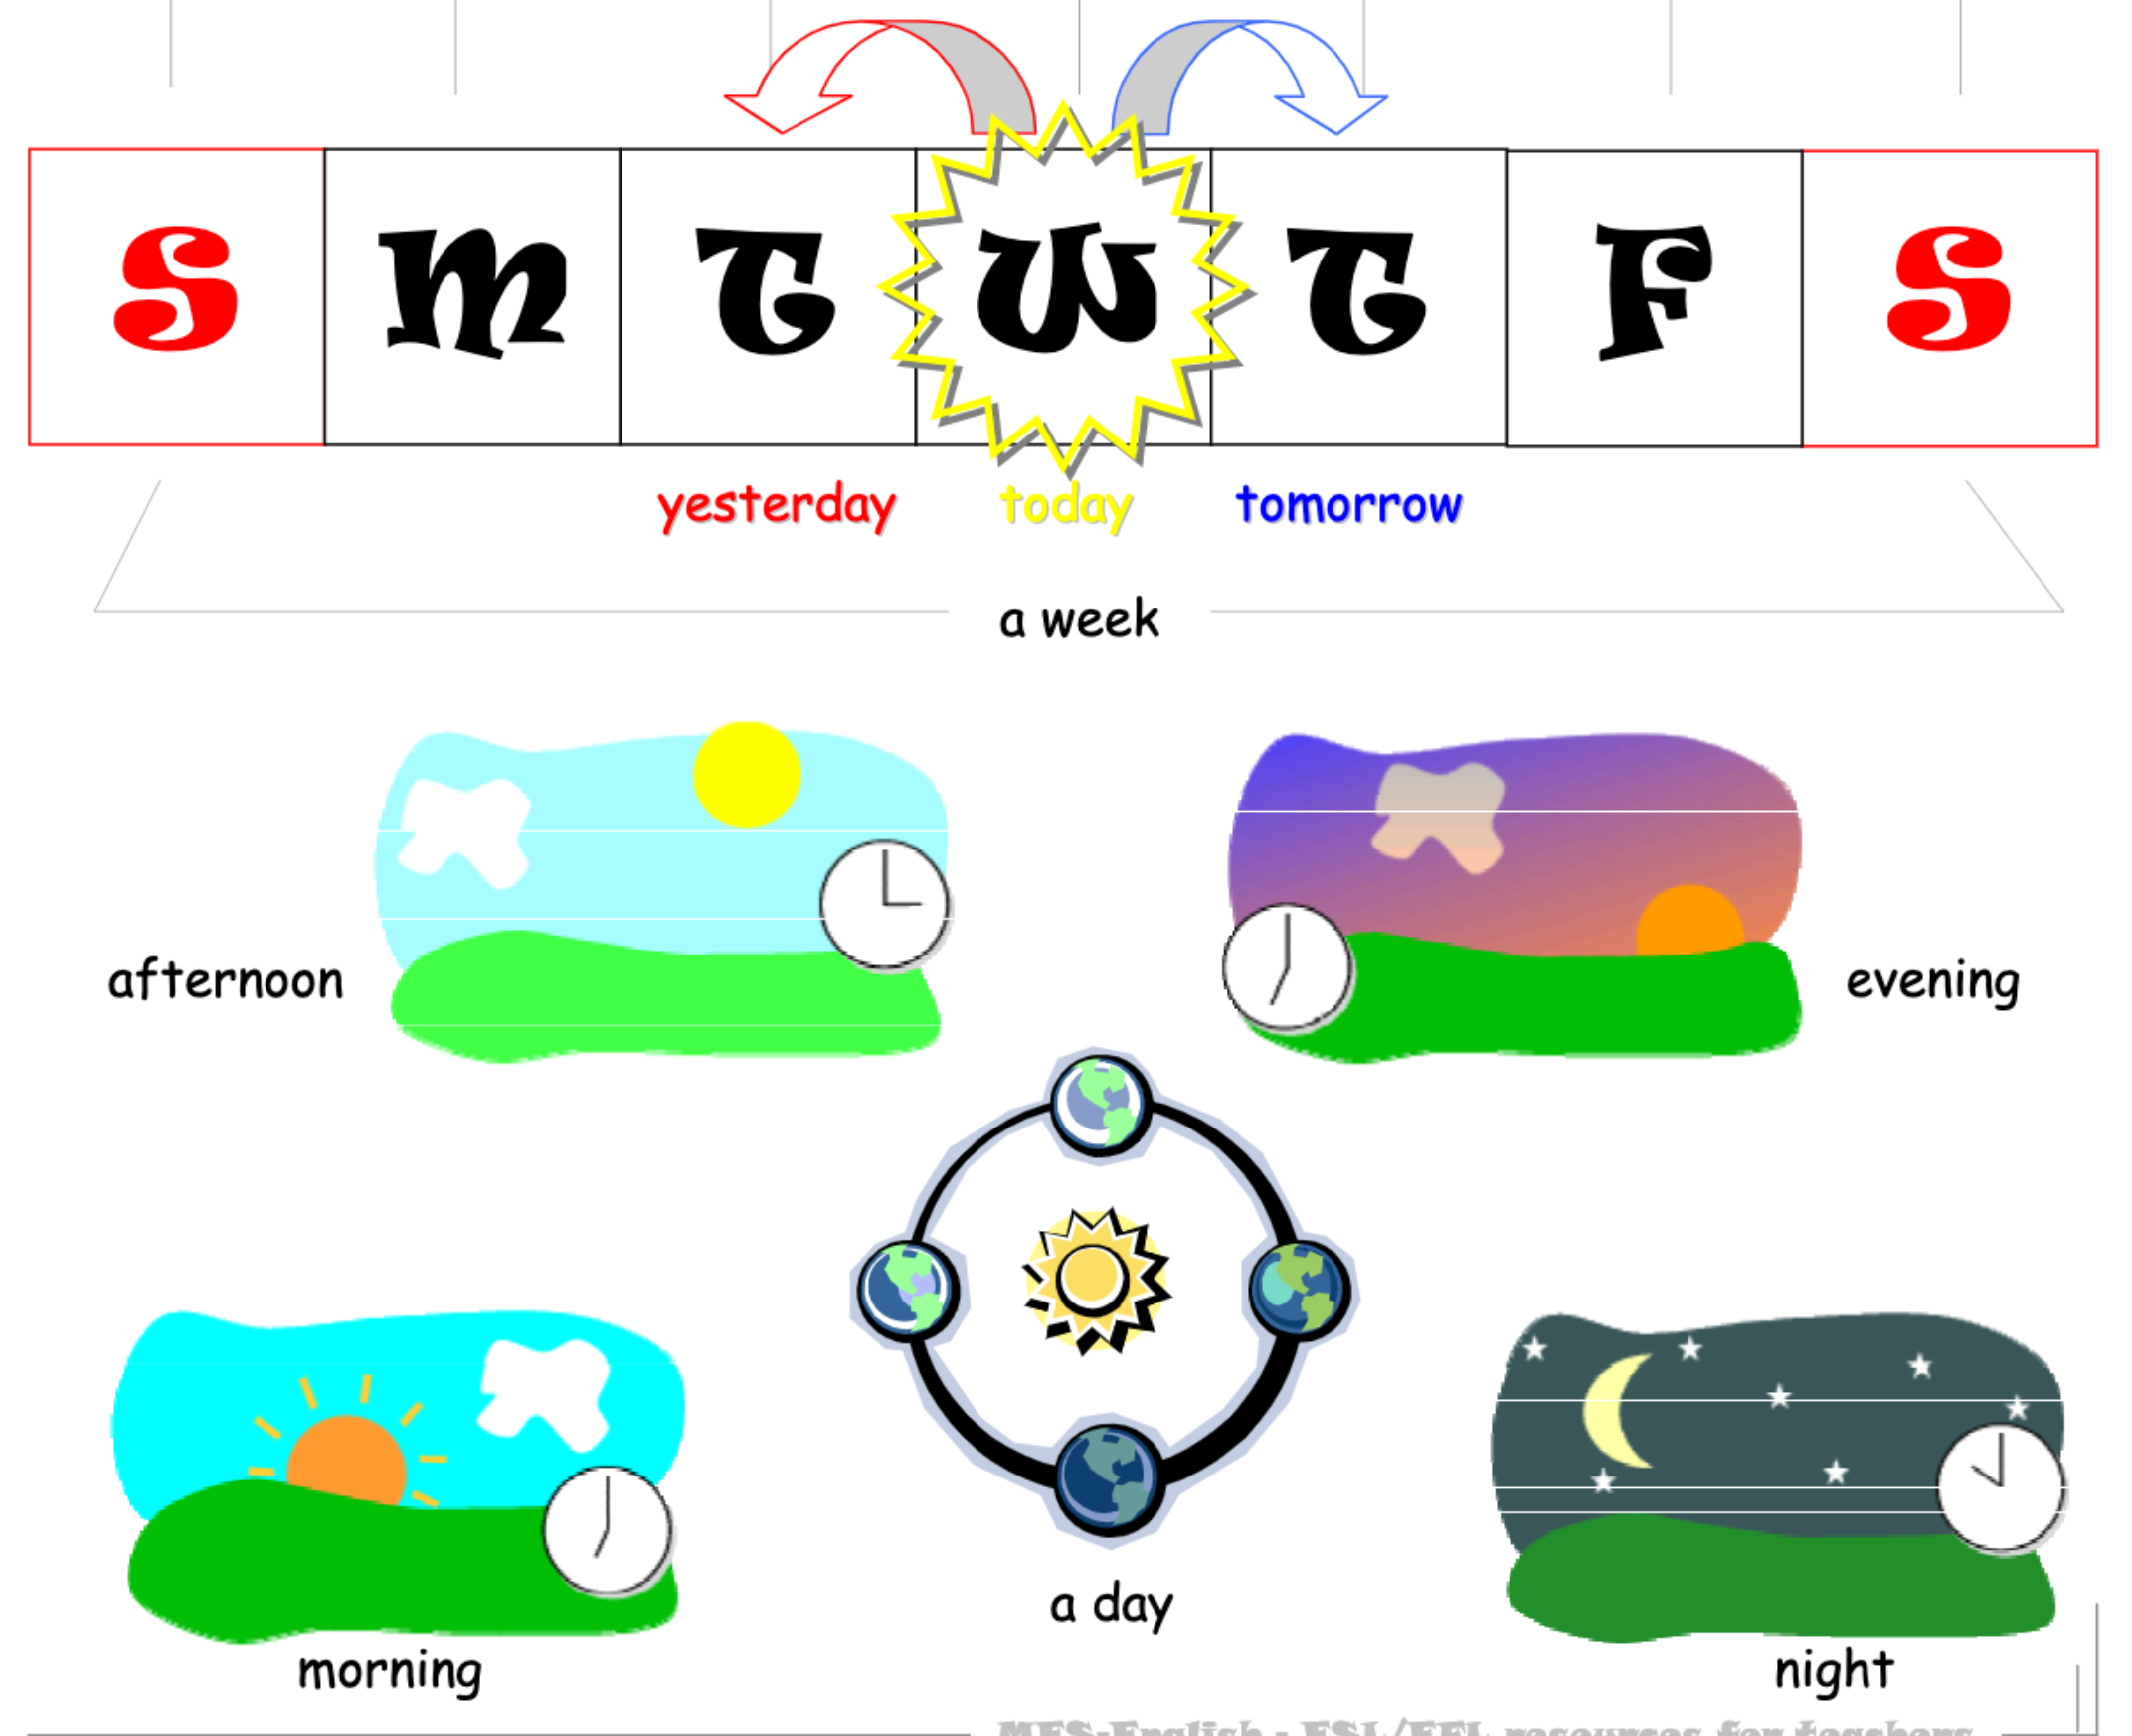 S M T W T F S
yesterday today tomorrow
a week
afternoon
evening
a day
morning
night
MES-English : ESL/EFL resources for teachers